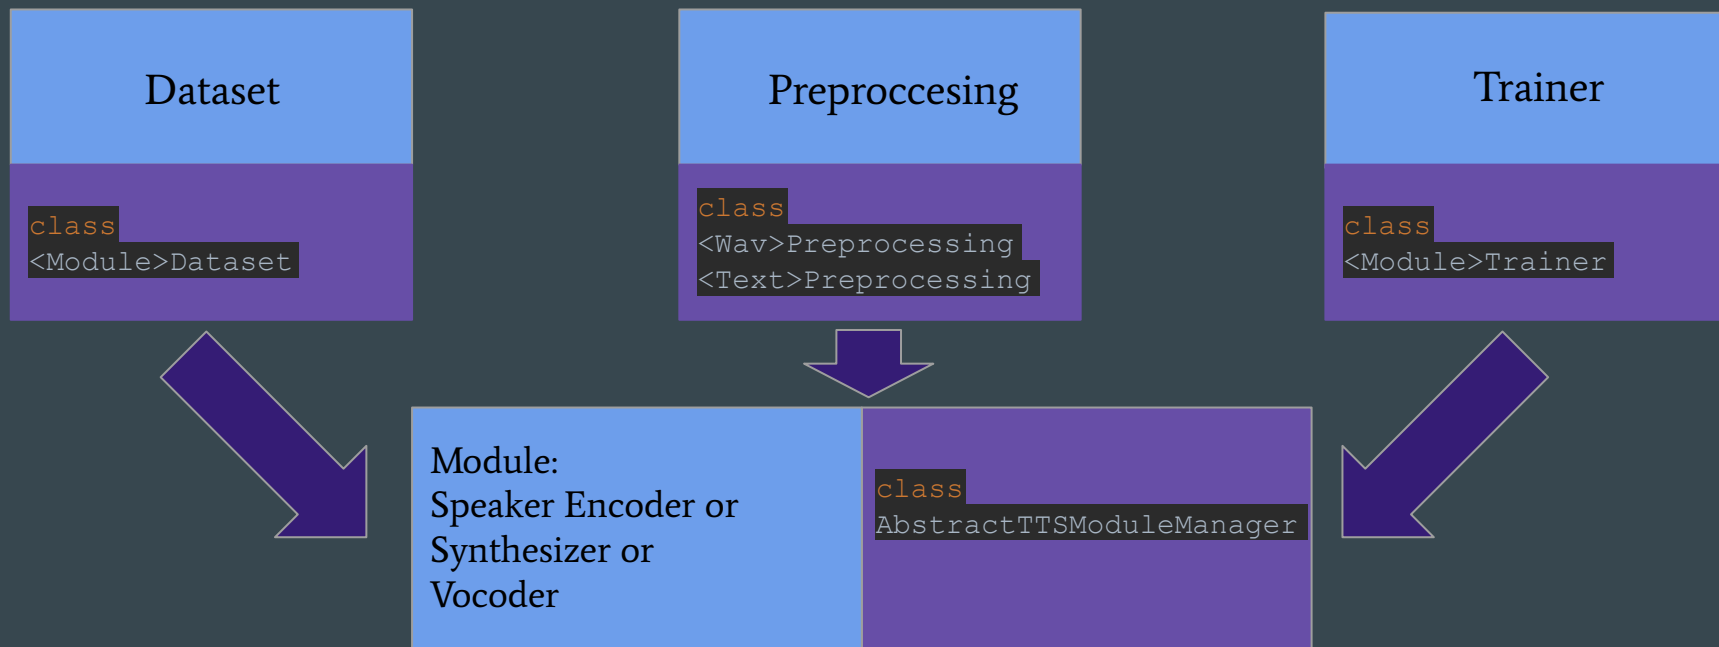 Dataset
class
<Module>Dataset
Preproccesing
class
<Wav>Preprocessing
<Text>Preprocessing
Trainer
class
<Module>Trainer
Module:
Speaker Encoder or
Synthesizer or
Vocoder
class
AbstractTTSModuleManager